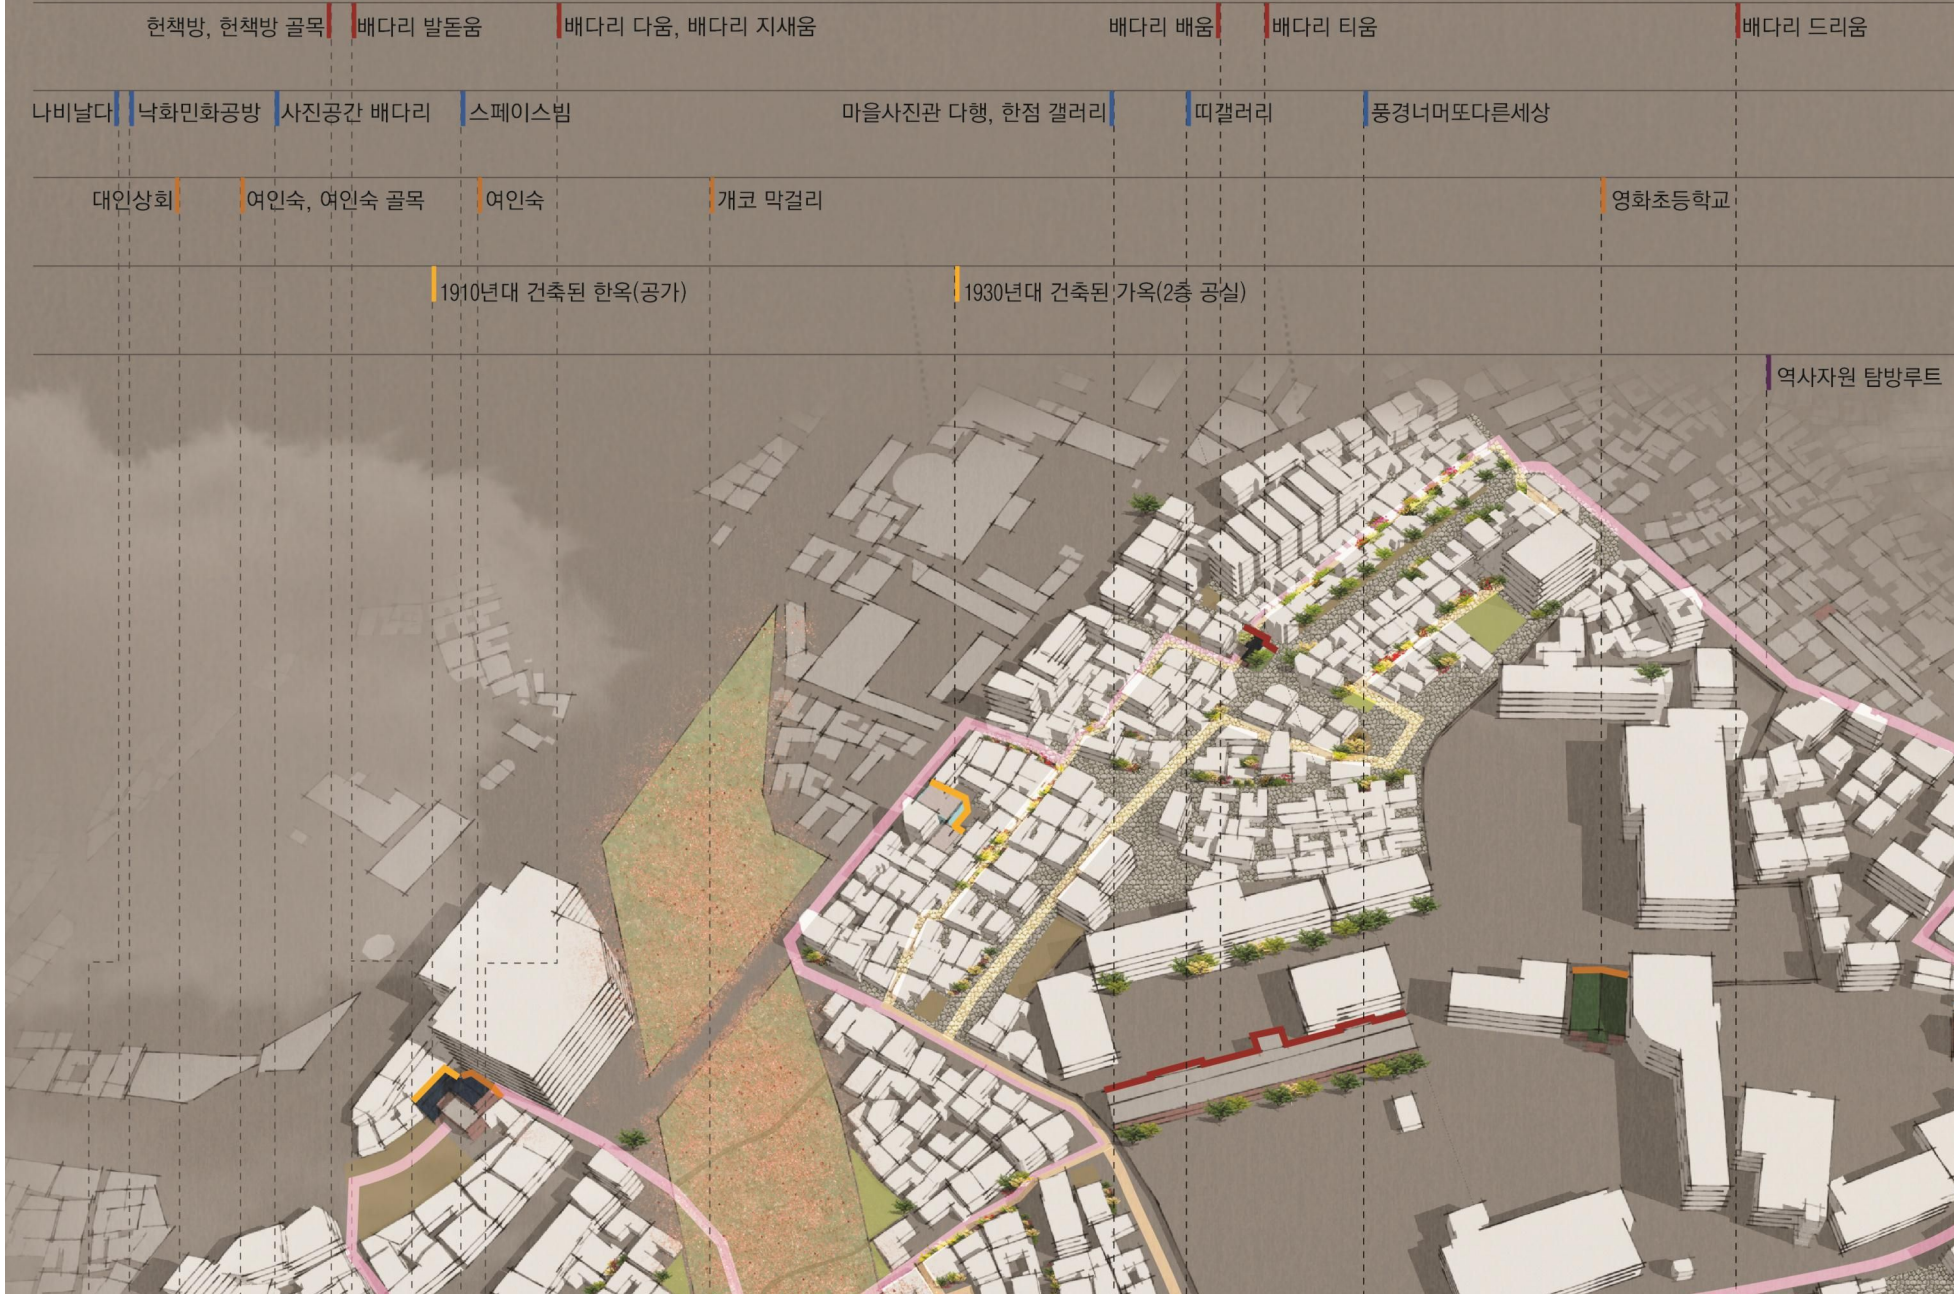 헌책방, 헌책방 골목
배다리 발돋움
배다리 다움, 배다리 지새움
배다리 배움
배다리 티움
배다리 드리움
나비날다
낙화민화공방
사진공간 배다리
스페이스빔
마을사진관 다행, 한점 갤러리
띠갤러리
풍경너머또다른세상
대인상회
여인숙, 여인숙 골목
여인숙
개코 막걸리
영화초등학교
1910년대 건축된 한옥(공가)
1930년대 건축된 가옥(2층 공실)
역사자원 탐방루트